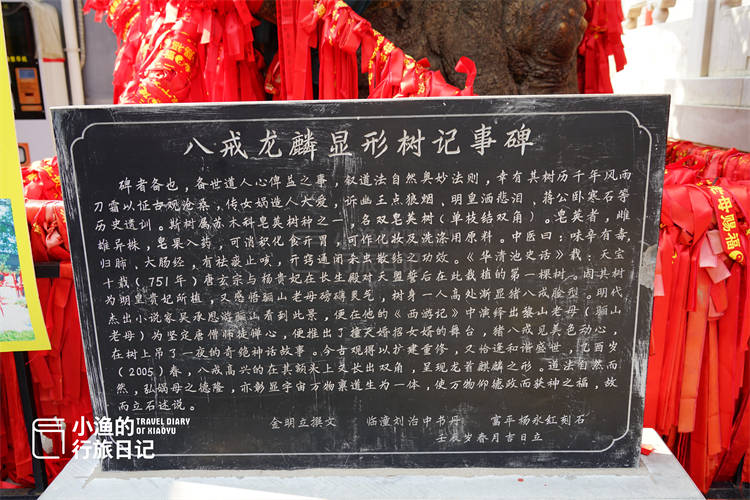 八戒龙麟显形树记事碑
碑者备也，备世道人心俾益之事，叙道法自然奥妙法则，幸有其树历千年风雨
刀霜以证古观沧桑，传女娲造人大爱，诉幽王点狼烟，明皇洒悲泪，蒋公卧寒石等
历史遗训。斯树属苏木科皂荚树种之一，名双皂荚树（单枝结双角）。皂荚者，雌
雄异株，皂果入药，可消积化食开胃，可作化妆及洗涤用原料。中医曰：味辛有毒，
归肺、大肠经，有祛痰止咳，开窍通闭杀虫散结之功效。《华清池史话》载：天宝
十载（751年）唐玄宗与杨贵妃在长生殿对天盟誓后在此栽植的第一棵树。因其树
为明皇贵妃所植，又感悟骊山老母磅礴灵气，树身一人高处渐显猪八戒脸型。明代
杰出小说家吴承恩游骊山看到此景，便在他的《西游记》中演绎出黎山老母（骊山
老母）为坚定唐僧师徒禅心，便推出了撞天婚招女婿的舞台，猪八戒见美色动心，
在树上吊了一夜的奇绝神话故事。今古观得以扩建重修，又恰逢和谐盛世，乙酉岁
（2005）春，八戒高兴的在其额头上又长出双角，呈现龙首麒麟之形。道法自然而
然，弘娲母之德隆，亦彰显宇宙万物禀道生为一体，使万物仰德政而获神之福，故
而立石述说。
金明立撰文 临潼刘治中书丹 富平杨永红刻石
壬辰岁春月吉日立
老母赐福
小渔的
行旅日记
TRAVEL DIARY
OF XIAOYU